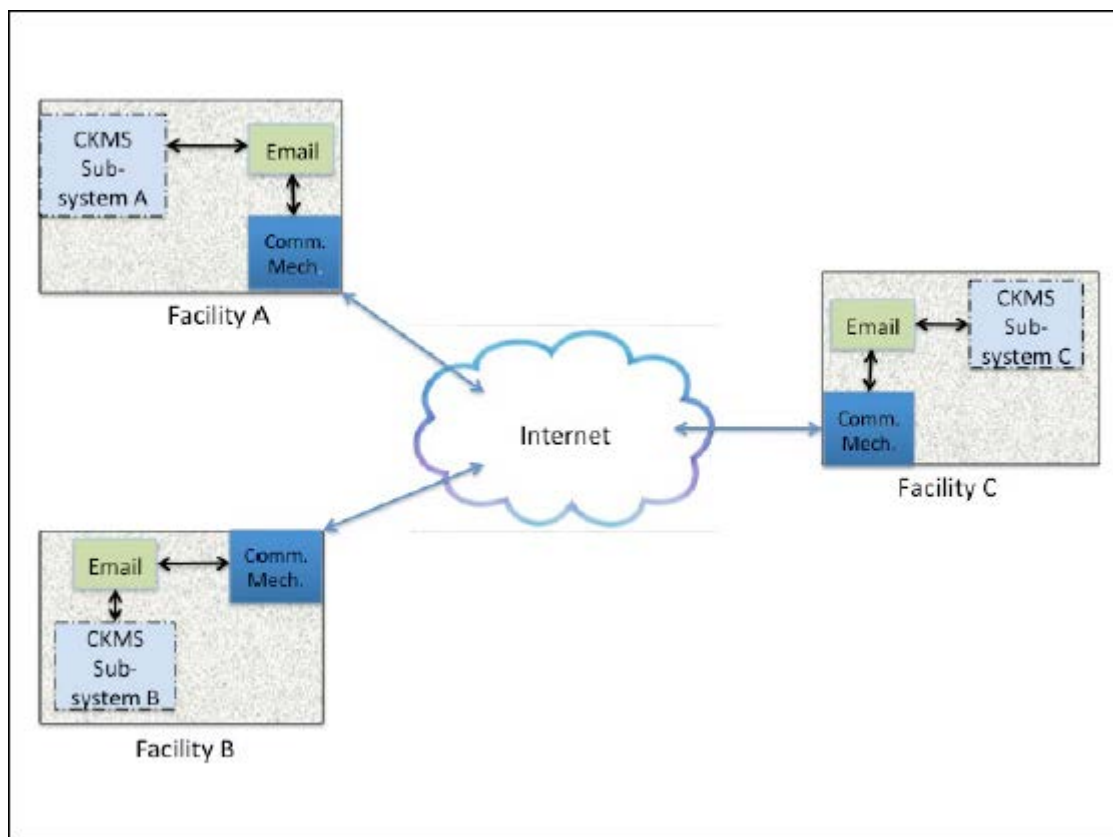 CKMS
Sub-
system A
Email
Comm.
Mech.
Facility A
Internet
Email
CKMS
Sub-
system C
Comm.
Mech.
Facility C
Email
Comm.
Mech.
CKMS
Sub-
system B
Facility B